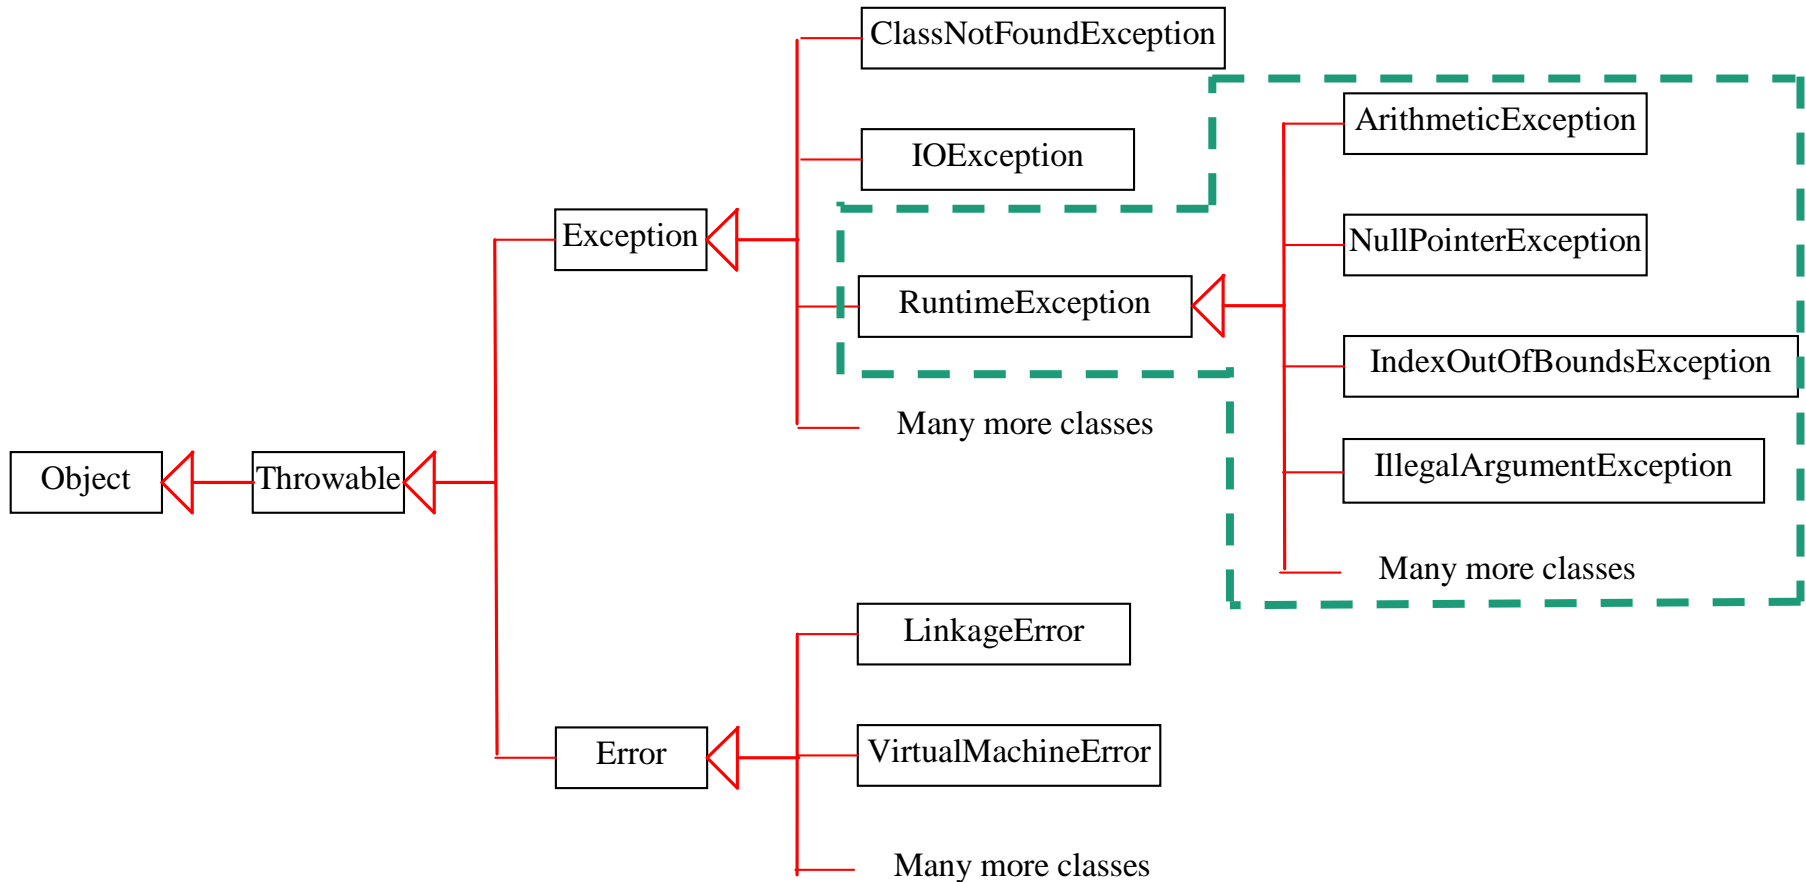 ClassNotFoundException
ArithmeticException
IOException
NullPointerException
Exception
RuntimeException
IndexOutOfBoundsException
Many more classes
IllegalArgumentException
Object
Throwable
Many more classes
LinkageError
Error
VirtualMachineError
Many more classes